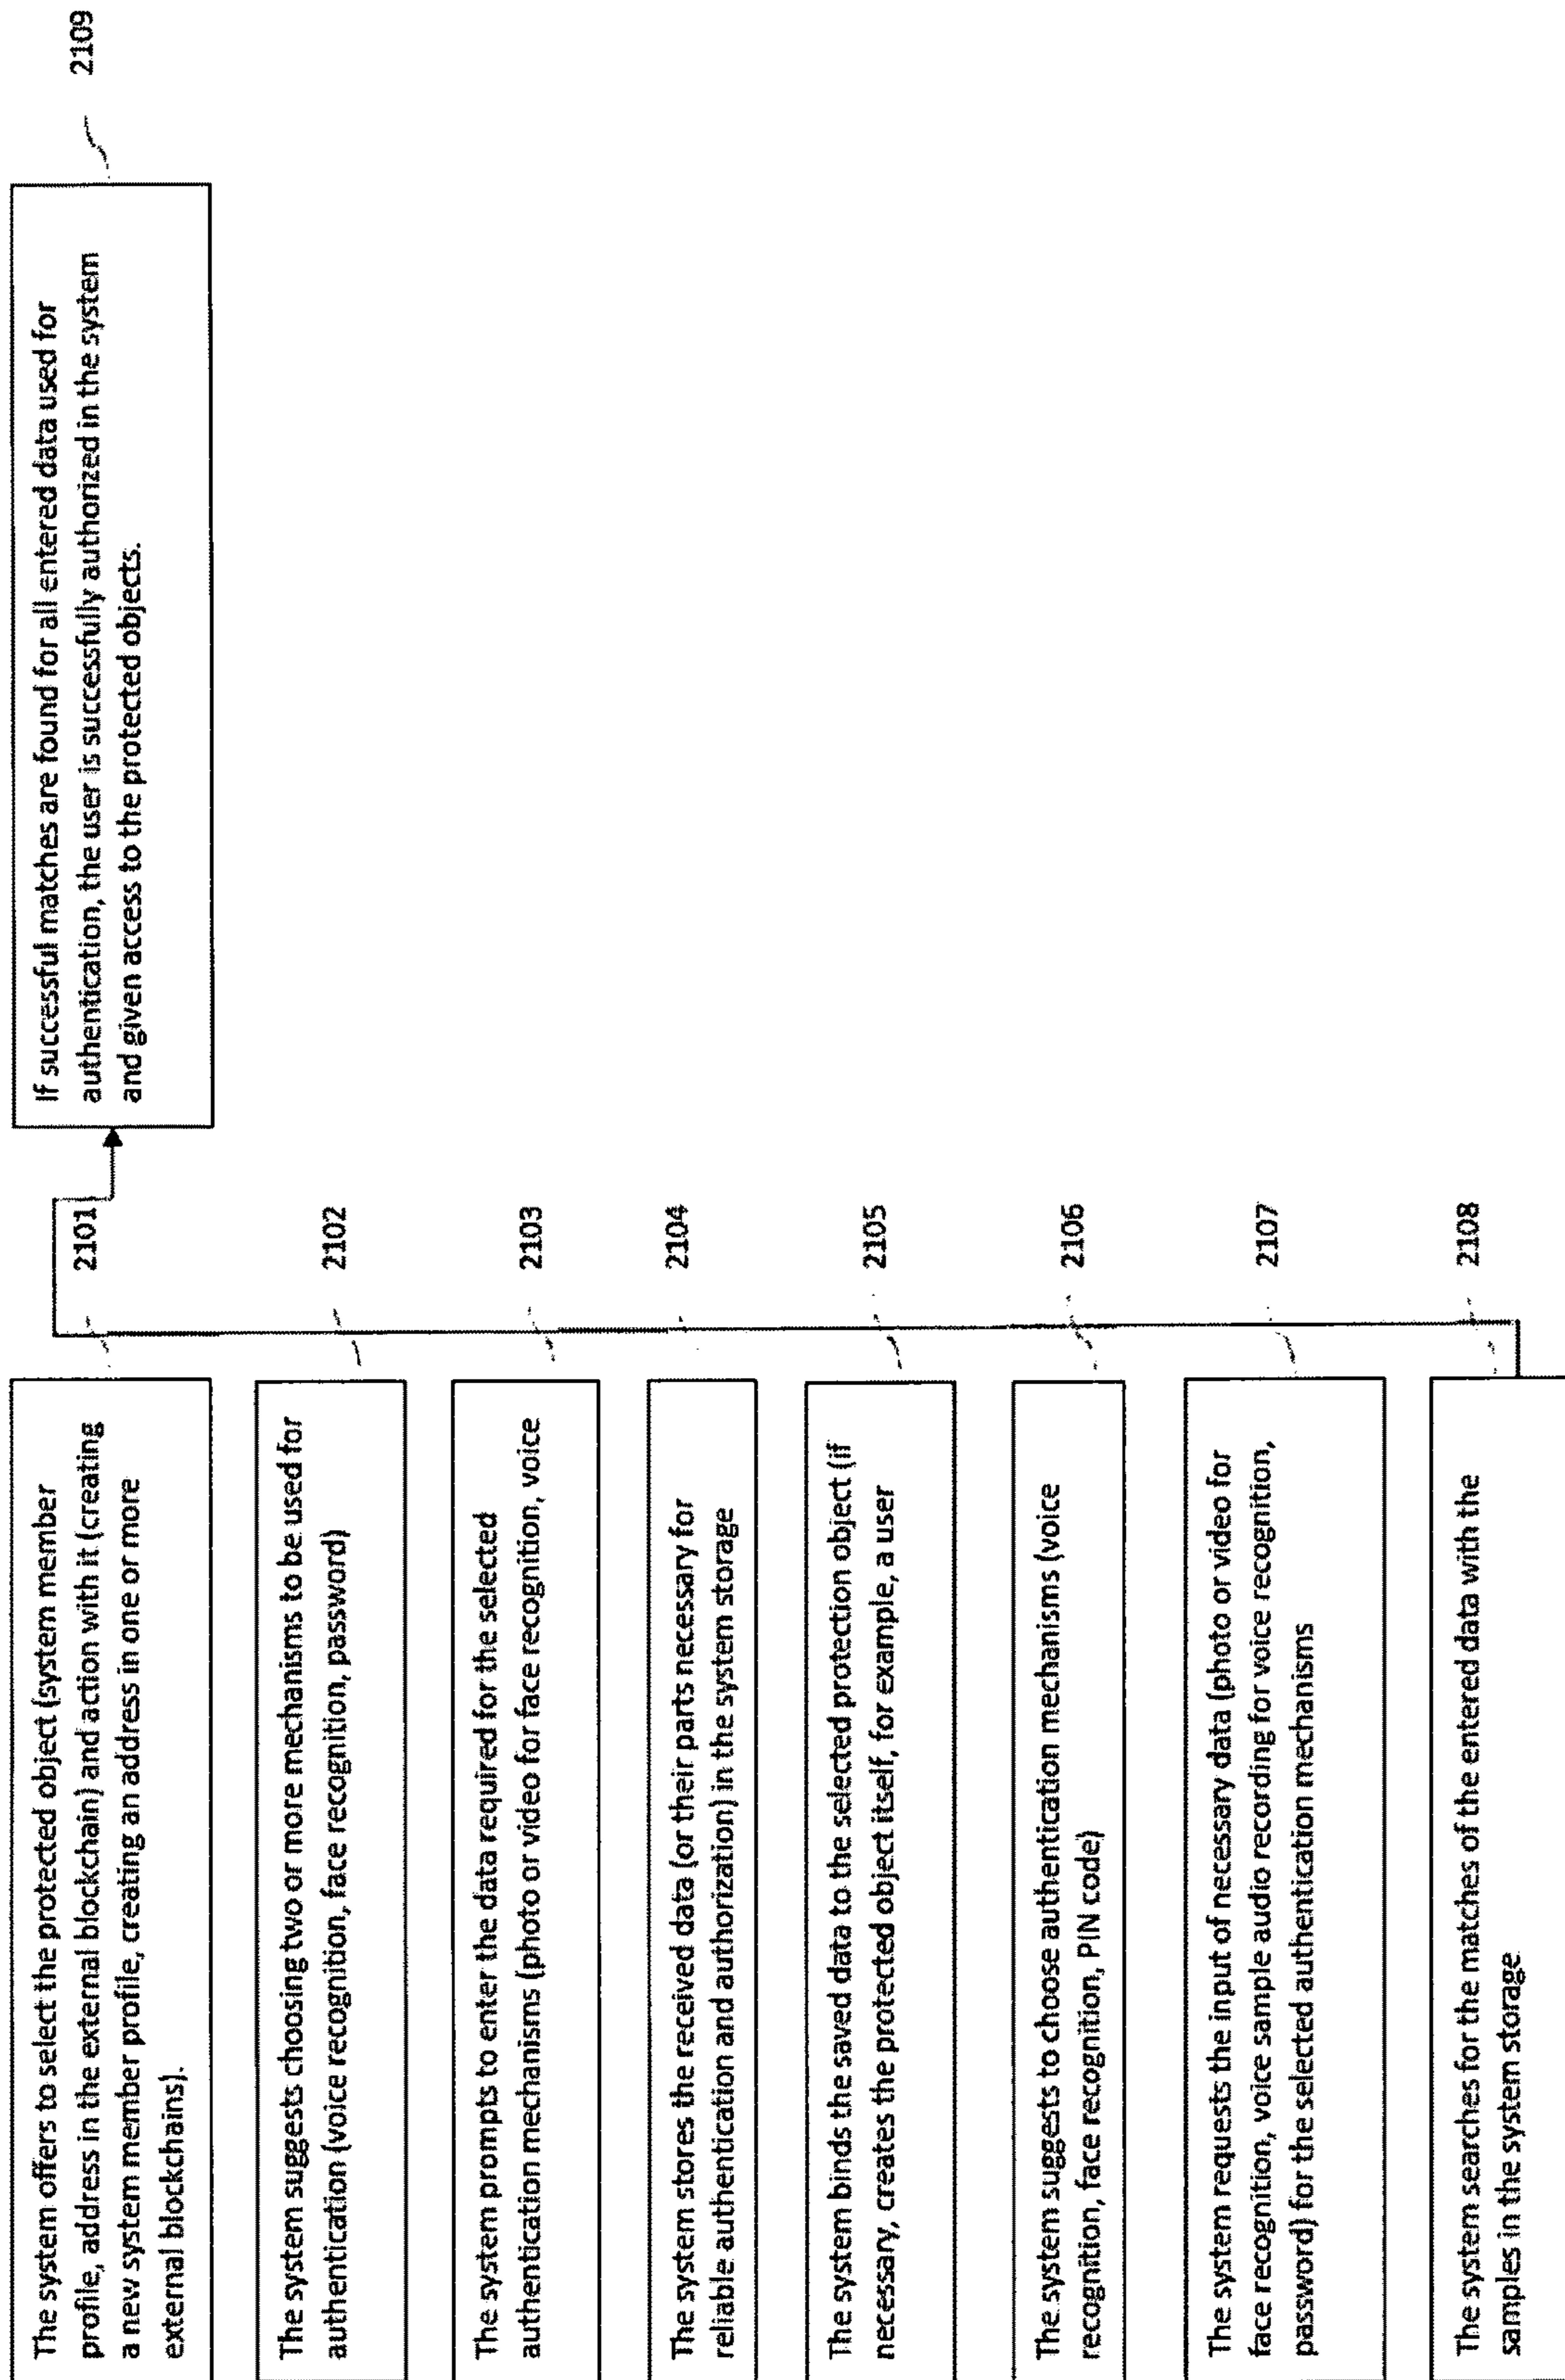 The system offers to select the protected object (system member
profile, address in the external blockchain) and action with it (creating
a new system member profile, creating an address in one or more
external blockchains).
2101
The system suggests choosing two or more mechanisms to be used for
authentication (voice recognition, face recognition, password)
2102
The system prompts to enter the data required for the selected
authentication mechanisms (photo or video for face recognition, voice
2103
The system stores the received data (or their parts necessary for
reliable authentication and authorization) in the system storage
2104
The system binds the saved data to the selected protection object (if
necessary, creates the protected object itself, for example, a user
2105
The system suggests to choose authentication mechanisms (voice
recognition, face recognition, PIN code)
2106
The system requests the input of necessary data (photo or video for
face recognition, voice sample audio recording for voice recognition,
password) for the selected authentication mechanisms
2107
The system searches for the matches of the entered data with the
samples in the system storage
2108
If successful matches are found for all entered data used for
authentication, the user is successfully authorized in the system
and given access to the protected objects.
2109